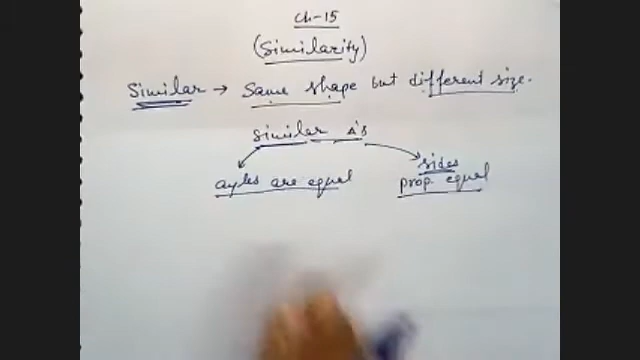 Ch-15
(Similarity)
Similar → Same shape but different size.
Similar Δ's
angles are equal
sides
prop. equal